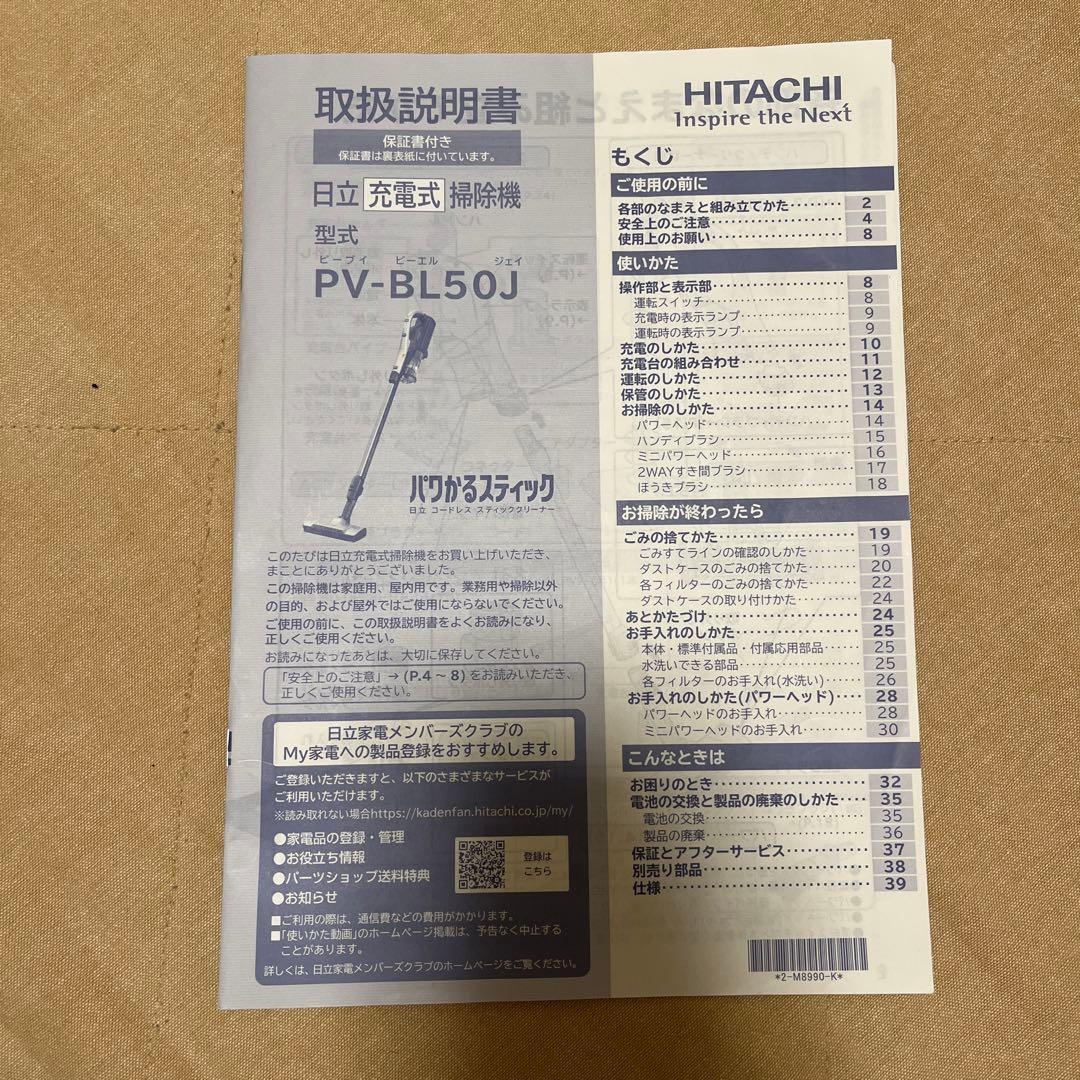 取扱説明書
保証書付き
保証書は裏表紙に付いています。
日立 充電式 掃除機
型式
ピーブイ ビーエル ジェイ
PV-BL50J
パワかるスティック
日立 コードレス スティッククリーナー
このたびは日立充電式掃除機をお買い上げいただき、
まことにありがとうございました。
この掃除機は家庭用、屋内用です。業務用や掃除以外
の目的、および屋外ではご使用にならないでください。
ご使用の前に、この取扱説明書をよくお読みになり、
正しくご使用ください。
お読みになったあとは、大切に保存してください。
「安全上のご注意」→ (P.4 ~ 8) をお読みいただき、
正しくご使用ください。
日立家電メンバーズクラブの
My家電への製品登録をおすすめします。
ご登録いただきますと、以下のさまざまなサービスが
ご利用いただけます。
※読み取れない場合https://kadenfan.hitachi.co.jp/my/
●家電品の登録・管理
●お役立ち情報
●パーツショップ送料特典
●お知らせ
登録は
こちら
■ご利用の際は、通信費などの費用がかかります。
■「使いかた動画」のホームページ掲載は、予告なく中止する
ことがあります。
詳しくは、日立家電メンバーズクラブのホームページをご覧ください。
HITACHI
Inspire the Next
もくじ
ご使用の前に
各部のなまえと組み立てかた········ 2
安全上のご注意················ 4
使用上のお願い················ 8
使いかた
操作部と表示部················ 8
運転スイッチ················ 8
充電時の表示ランプ············ 9
運転時の表示ランプ············ 9
充電のしかた················ 10
充電台の組み合わせ············ 11
運転のしかた················ 12
保管のしかた················ 13
お掃除のしかた··············· 14
パワーヘッド················ 14
ハンディブラシ··············· 15
ミニパワーヘッド············· 16
2WAYすき間ブラシ············ 17
ほうきブラシ················ 18
お掃除が終わったら
ごみの捨てかた··············· 19
ごみすてラインの確認のしかた···· 19
ダストケースのごみの捨てかた···· 20
各フィルターのごみの捨てかた···· 22
ダストケースの取り付けかた······ 24
あとかたづけ················ 24
お手入れのしかた············· 25
本体・標準付属品・付属応用部品···· 25
水洗いできる部品············· 25
各フィルターのお手入れ(水洗い)··· 26
お手入れのしかた(パワーヘッド)···· 28
パワーヘッドのお手入れ········· 28
ミニパワーヘッドのお手入れ······ 30
こんなときは
お困りのとき················ 32
電池の交換と製品の廃棄のしかた···· 35
電池の交換················· 35
製品の廃棄················· 36
保証とアフターサービス········· 37
別売り部品················· 38
仕様····················· 39
*2-M8990-K*